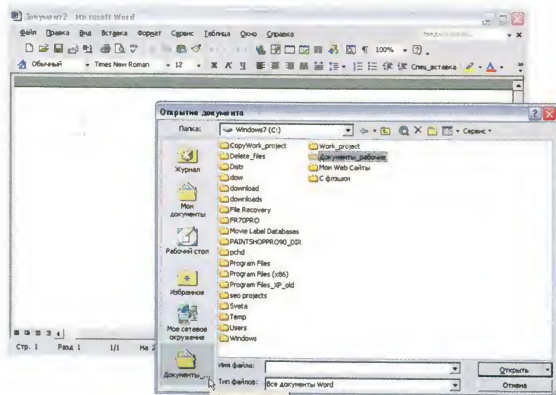 Документ2 - Microsoft Word
Файл Правка Вид Вставка Формат Сервис Таблица Окно Справка
100%
Обычный Times New Roman 12 Ж К Ч Спец_вставка
Открытие документа
Папка: Windows7 (C:) Сервис
Журнал
Мои документы
Рабочий стол
Избранное
Мое сетевое окружение
Документы_...
CopyWork_project
Delete_files
Distr
dow
download
downloads
File Recovery
FR70PRO
Movie Label Databases
PAINTSHOPPRO90_DIR
pchd
Program Files
Program Files (x86)
Program Files_XP_old
seo projects
Sveta
Temp
Users
Windows
Work_project
Документы_рабочие
Мои Web Сайты
С флэшки
Имя файла:
Тип файлов: Все документы Word
Открыть
Отмена
Стр. 1 Разд 1 1/1 На 2